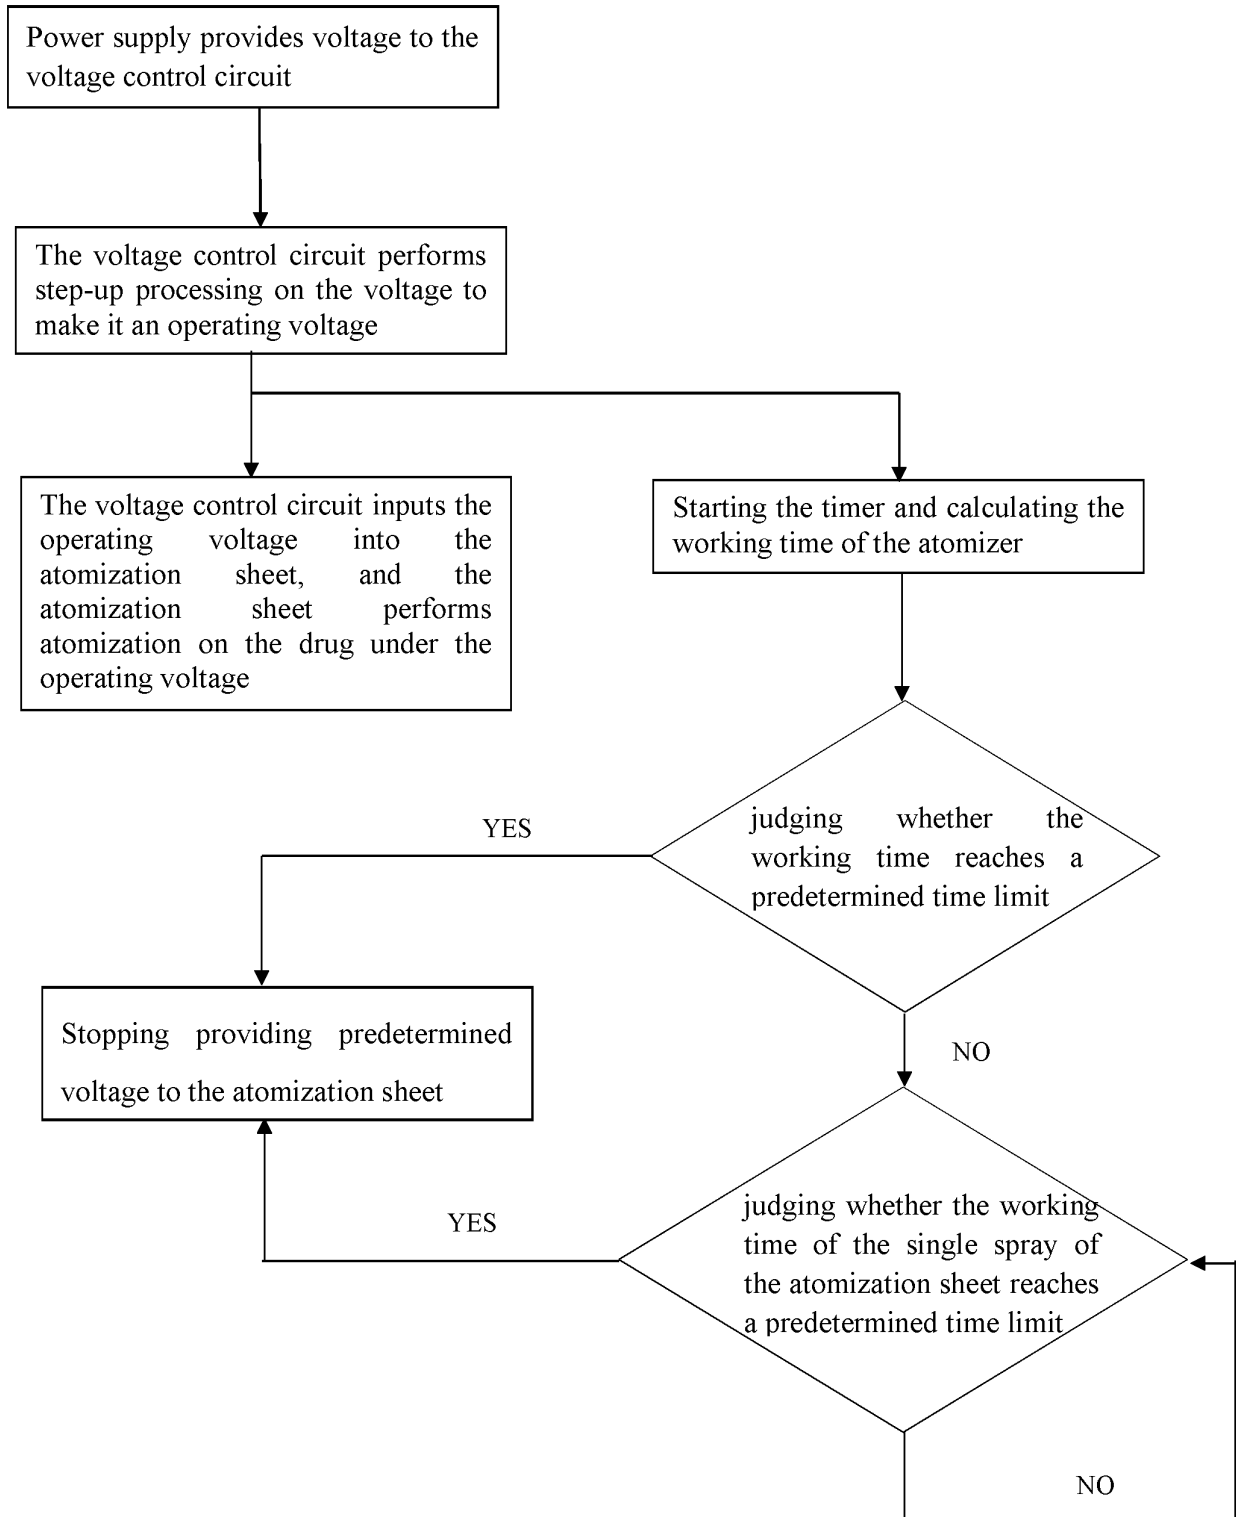 Power supply provides voltage to the
voltage control circuit
The voltage control circuit performs
step-up processing on the voltage to
make it an operating voltage
The voltage control circuit inputs the
operating voltage into the
atomization sheet, and the
atomization sheet performs
atomization on the drug under the
operating voltage
Starting the timer and calculating the
working time of the atomizer
judging whether the
working time reaches a
predetermined time limit
YES
Stopping providing predetermined
voltage to the atomization sheet
NO
judging whether the working
time of the single spray of
the atomization sheet reaches
a predetermined time limit
YES
NO